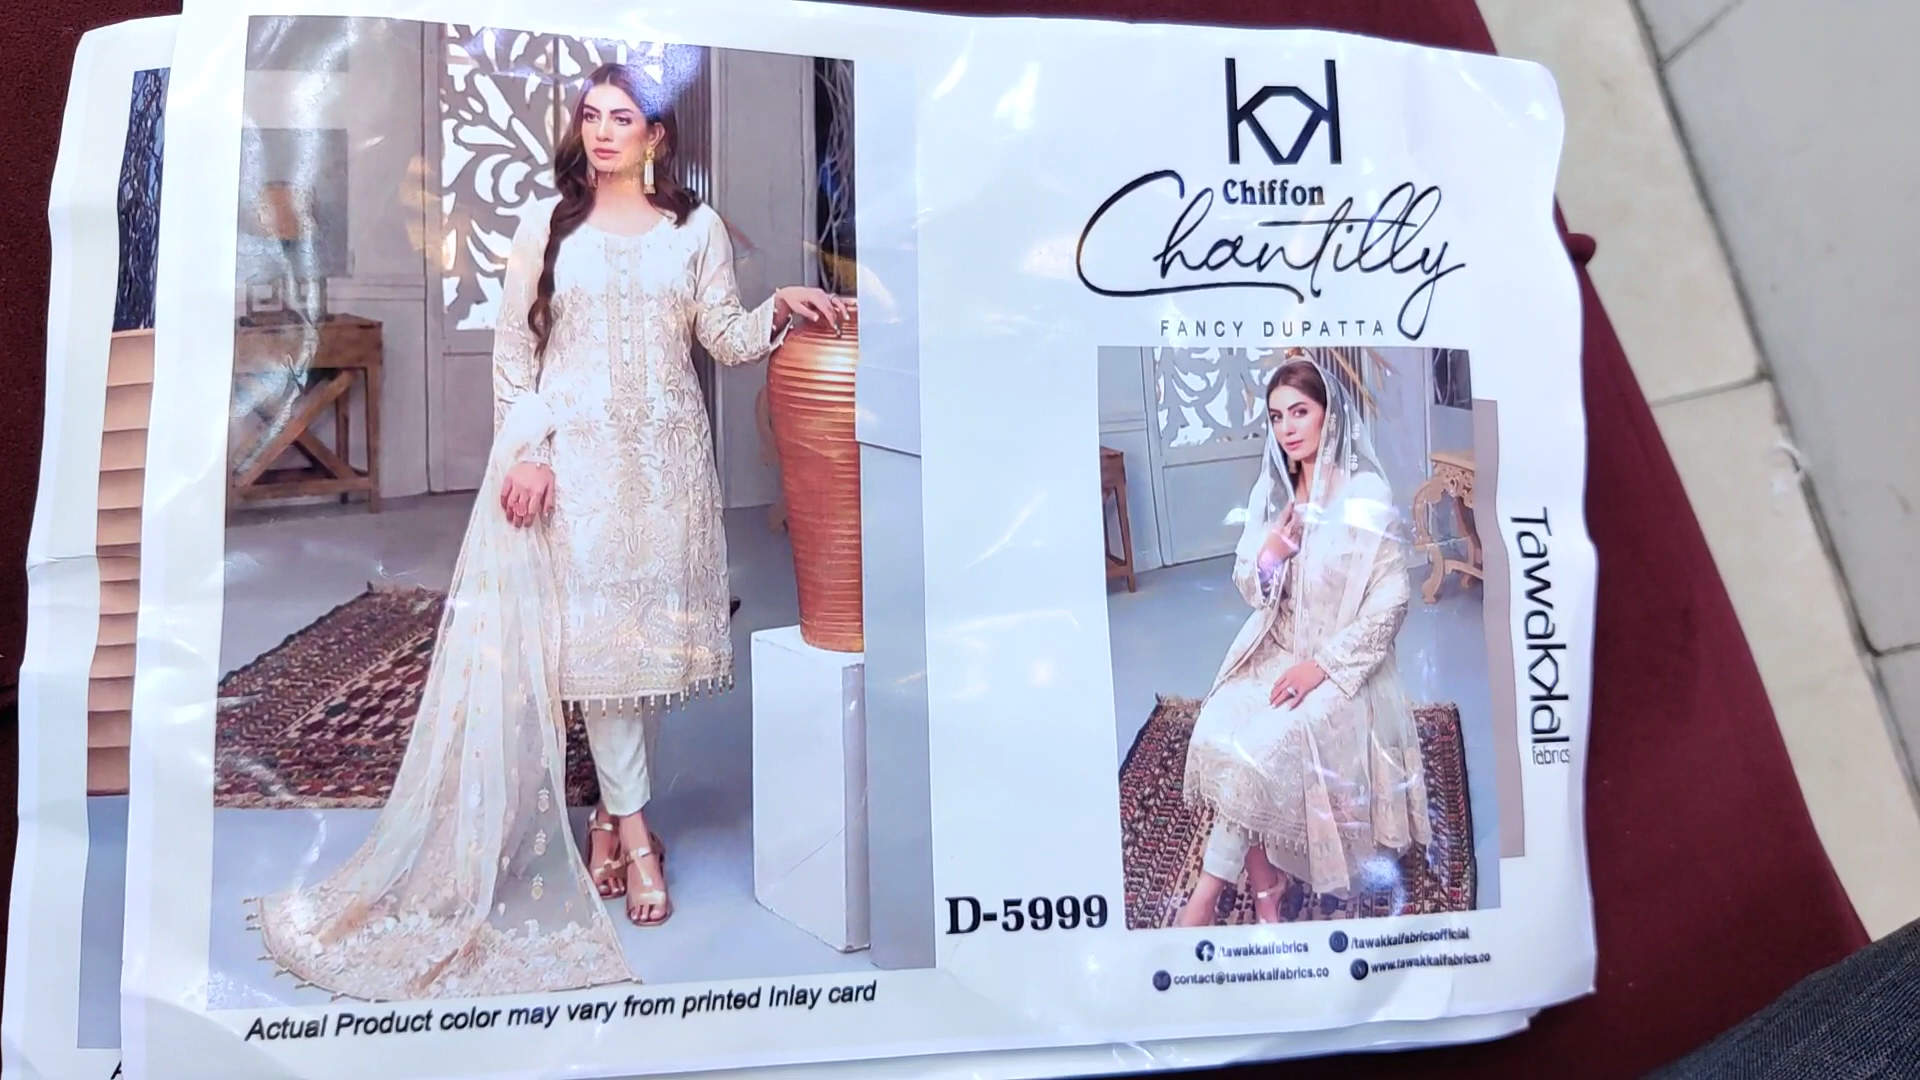 Chiffon
Chantilly
FANCY DUPATTA
Tawakkal
fabrics
D-5999
/tawakkalfabrics
/tawakkalfabricsofficial
contact@tawakkalfabrics.co
www.tawakkalfabrics.co
Actual Product color may vary from printed Inlay card